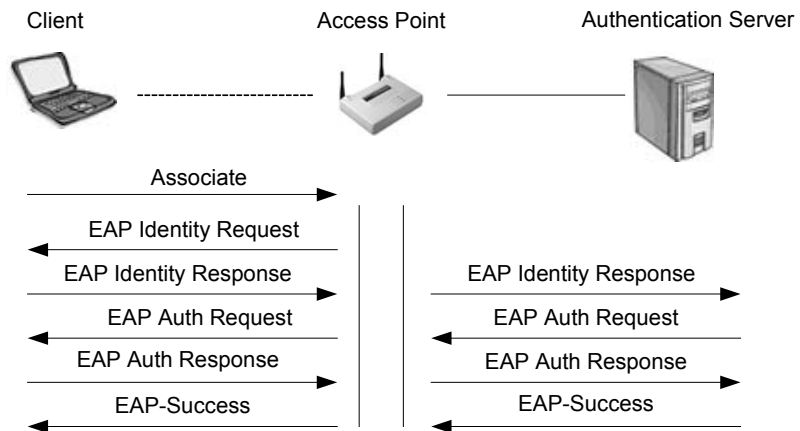 Client
Access Point
Authentication Server
Associate
EAP Identity Request
EAP Identity Response
EAP Identity Response
EAP Auth Request
EAP Auth Request
EAP Auth Response
EAP Auth Response
EAP-Success
EAP-Success